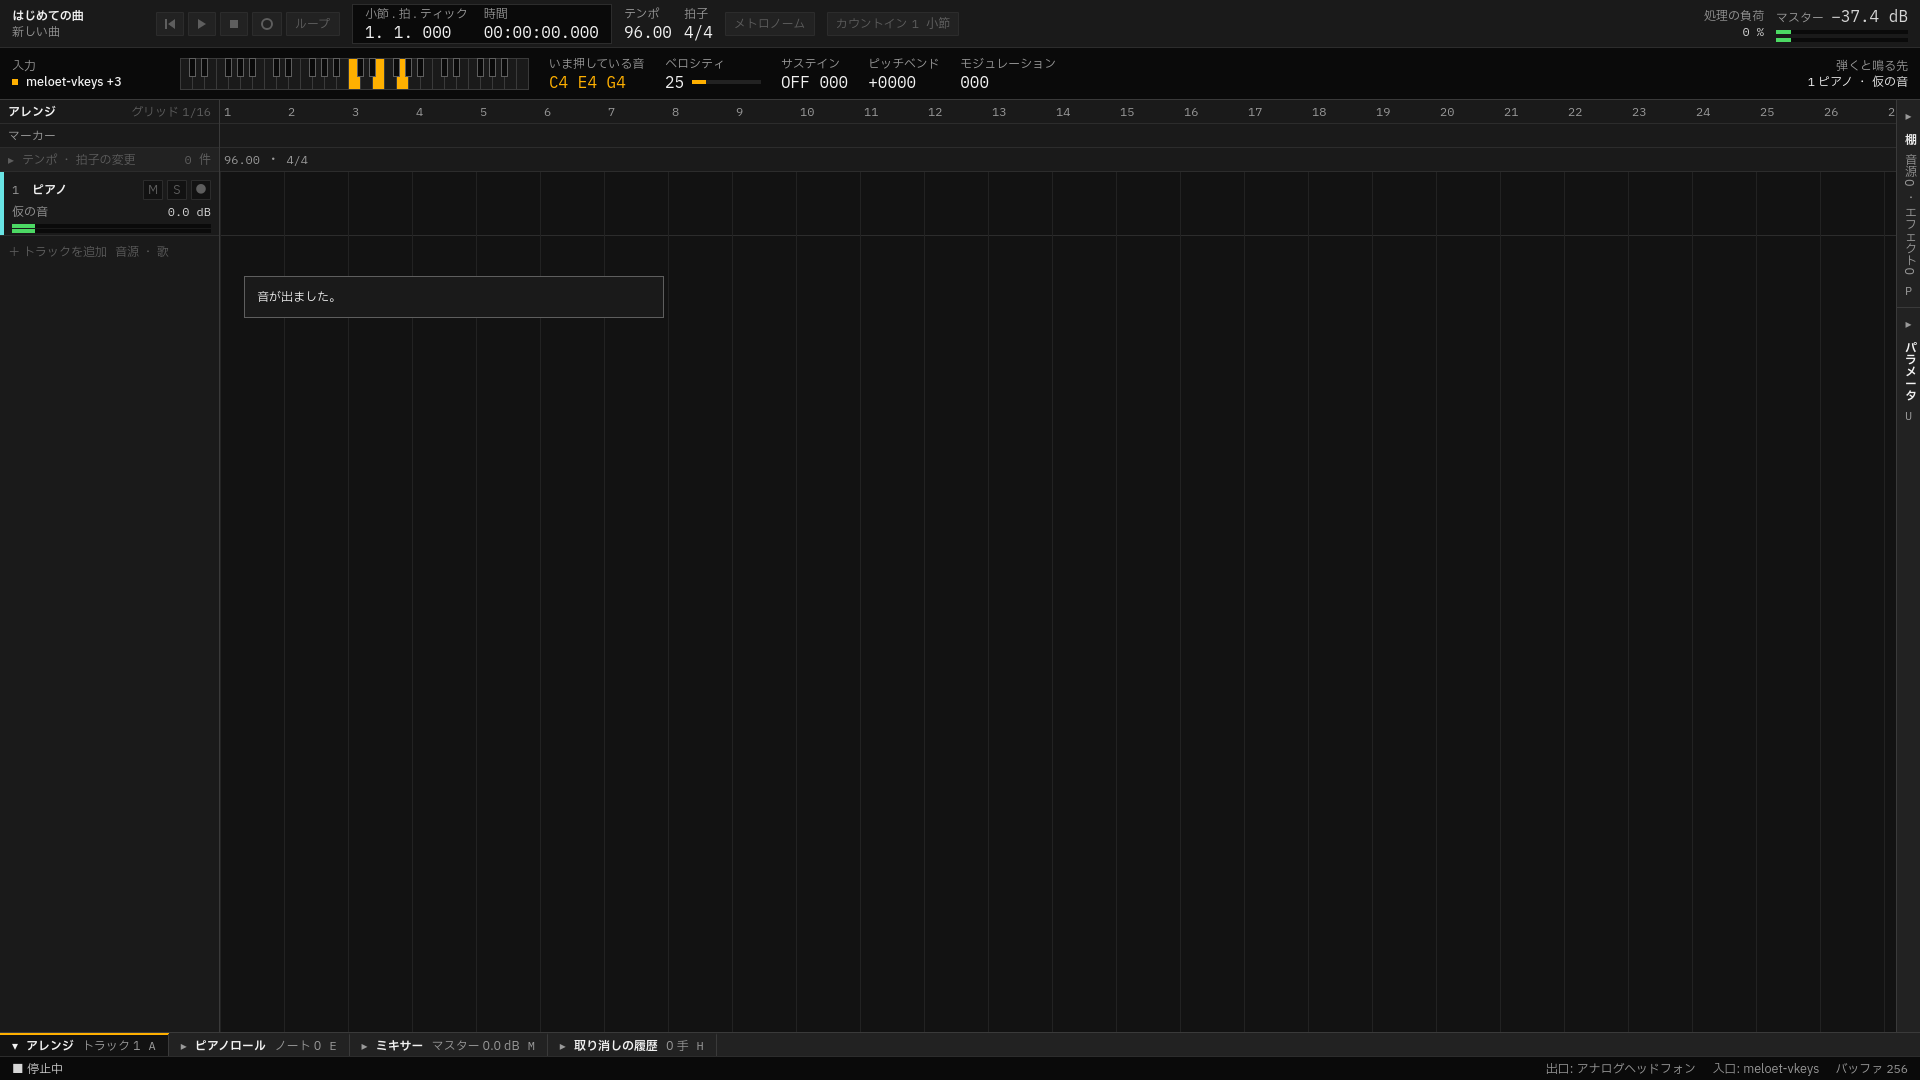 はじめての曲
新しい曲
ループ
小節 . 拍 . ティック 時間
1. 1. 000 00:00:00.000
テンポ 拍子
96.00 4/4
メトロノーム
カウントイン 1 小節
処理の負荷
0 %
マスター −37.4 dB
入力
meloet-vkeys +3
いま押している音
C4 E4 G4
ベロシティ
25
サステイン
OFF 000
ピッチベンド
+0000
モジュレーション
000
弾くと鳴る先
1 ピアノ ・ 仮の音
アレンジ グリッド 1/16
1 2 3 4 5 6 7 8 9 10 11 12 13 14 15 16 17 18 19 20 21 22 23 24 25 26 2
マーカー
▸ テンポ ・ 拍子の変更 0 件
96.00 ・ 4/4
1 ピアノ M S
仮の音 0.0 dB
＋ トラックを追加 音源 ・ 歌
音が出ました。
▸ 棚 音源 0 ・ エフェクト 0 P
▸ パラメータ U
▾ アレンジ トラック 1 A
▸ ピアノロール ノート 0 E
▸ ミキサー マスター 0.0 dB M
▸ 取り消しの履歴 0 手 H
■ 停止中
出口: アナログヘッドフォン 入口: meloet-vkeys バッファ 256